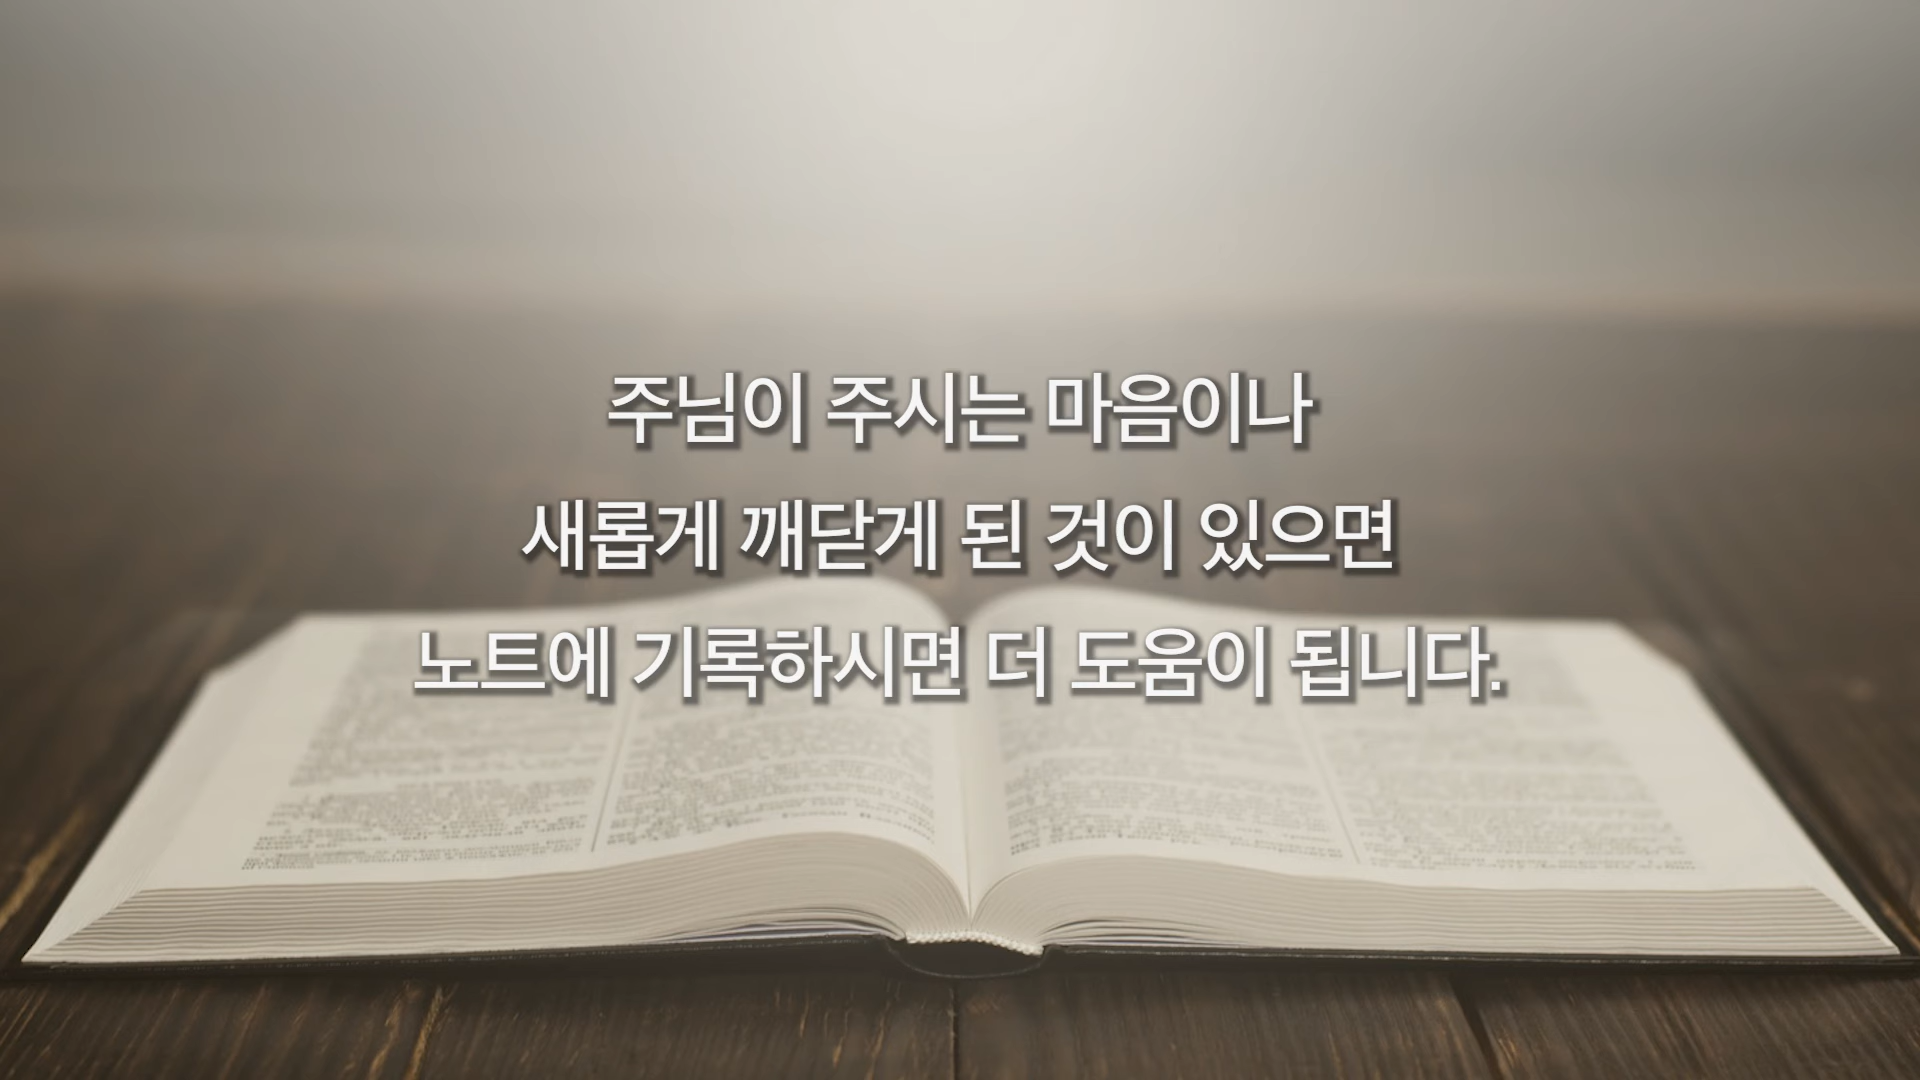 주님이 주시는 마음이나
새롭게 깨닫게 된 것이 있으면
노트에 기록하시면 더 도움이 됩니다.